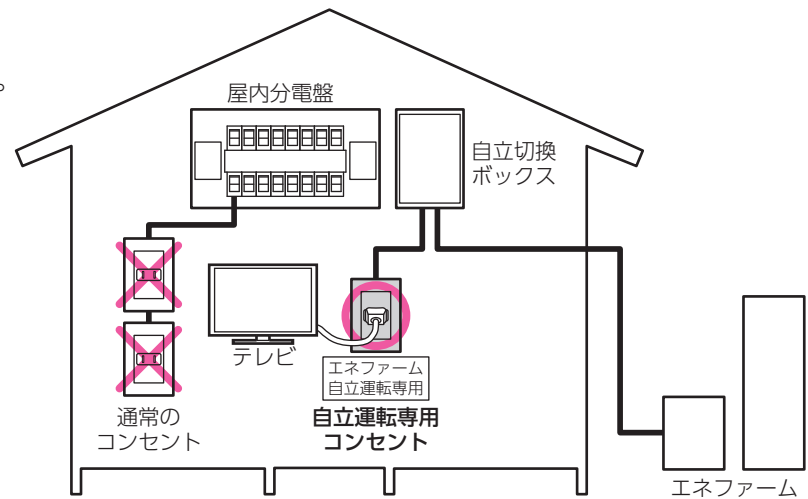 。
屋内分電盤
自立切換
ボックス
テレビ
エネファーム
自立運転専用
通常の
コンセント
自立運転専用
コンセント
エネファーム